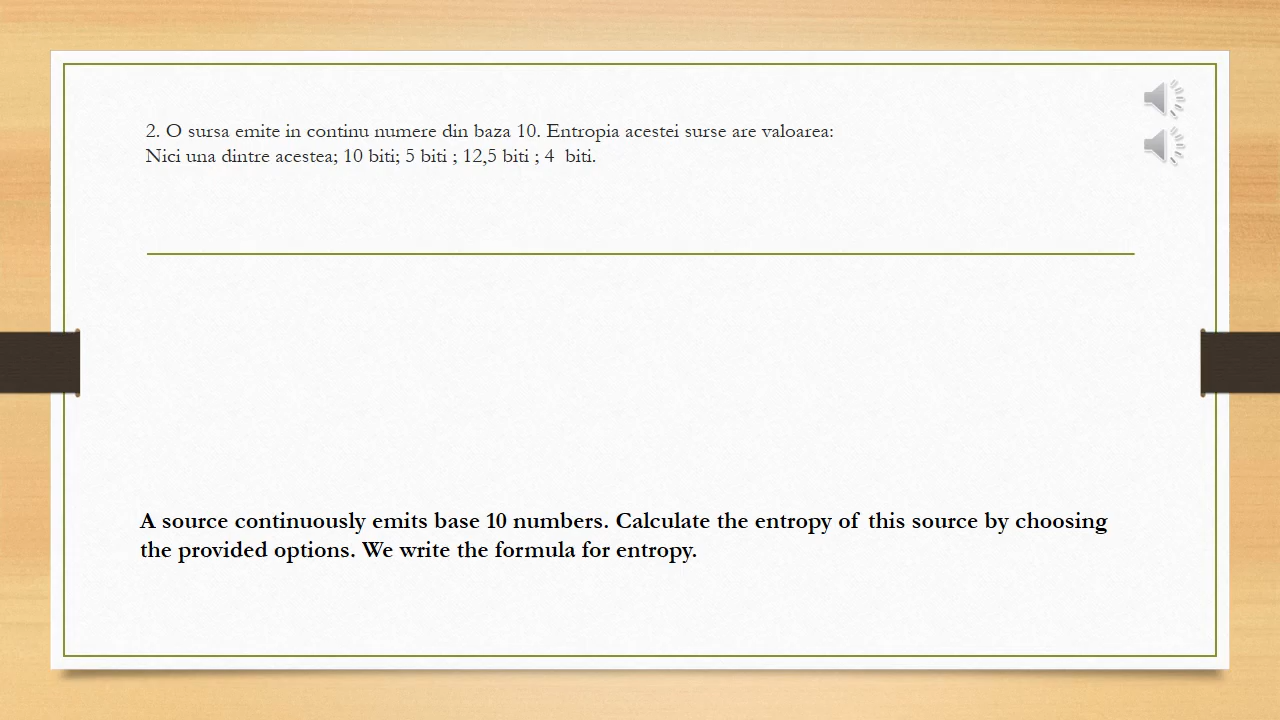 2. O sursa emite in continu numere din baza 10. Entropia acestei surse are valoarea:
Nici una dintre acestea; 10 biti; 5 biti ; 12,5 biti ; 4  biti.
A source continuously emits base 10 numbers. Calculate the entropy of this source by choosing
the provided options. We write the formula for entropy.